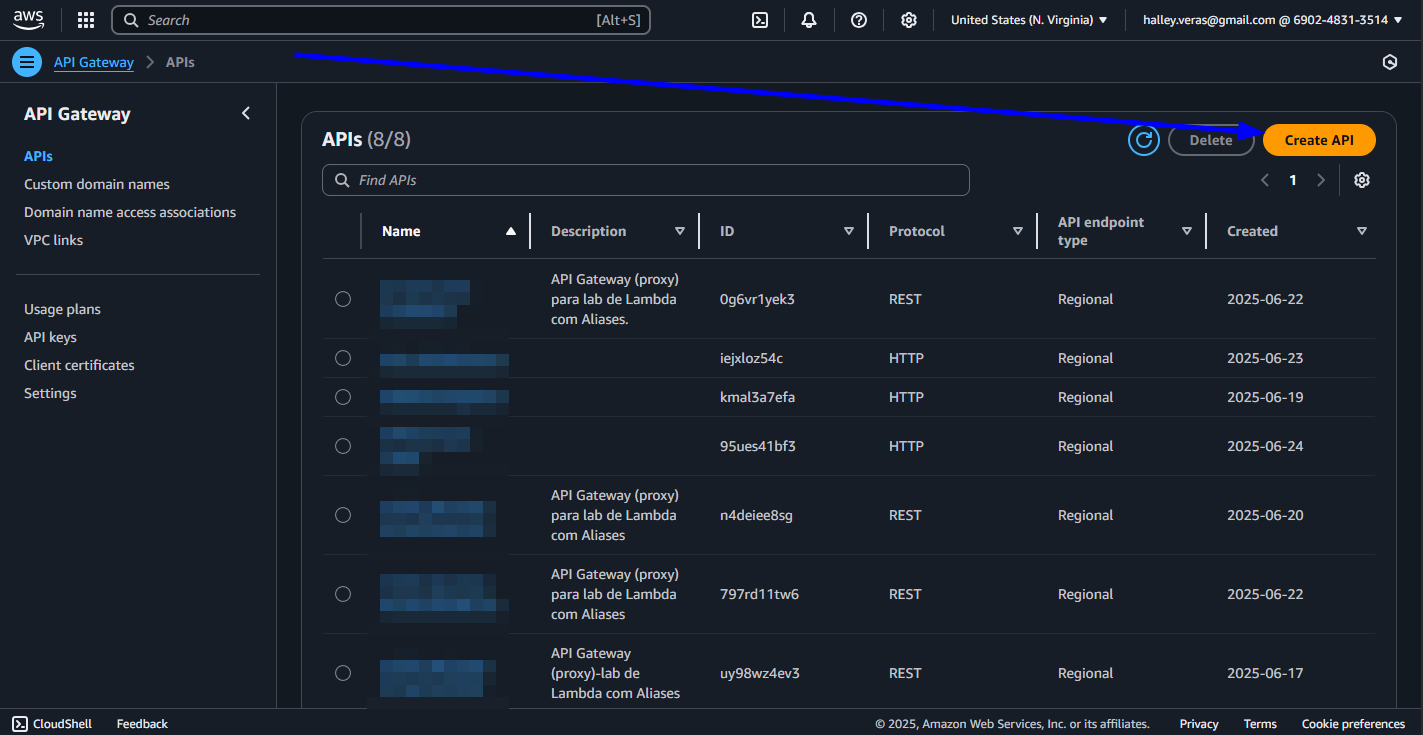 aws
Search [Alt+S]
United States (N. Virginia)
halley.veras@gmail.com @ 6902-4831-3514
API Gateway > APIs
API Gateway
APIs
Custom domain names
Domain name access associations
VPC links
Usage plans
API keys
Client certificates
Settings
APIs (8/8)
Delete
Create API
Find APIs
1
Name
Description
ID
Protocol
API endpoint
type
Created
API Gateway (proxy)
para lab de Lambda
com Aliases.
0g6vr1yek3 REST Regional 2025-06-22
iejxloz54c HTTP Regional 2025-06-23
kmal3a7efa HTTP Regional 2025-06-19
95ues41bf3 HTTP Regional 2025-06-24
API Gateway (proxy)
para lab de Lambda
com Aliases
n4deiee8sg REST Regional 2025-06-20
API Gateway (proxy)
para lab de Lambda
com Aliases
797rd11tw6 REST Regional 2025-06-22
API Gateway
(proxy)-lab de
Lambda com Aliases
uy98wz4ev3 REST Regional 2025-06-17
CloudShell
Feedback
© 2025, Amazon Web Services, Inc. or its affiliates.
Privacy
Terms
Cookie preferences